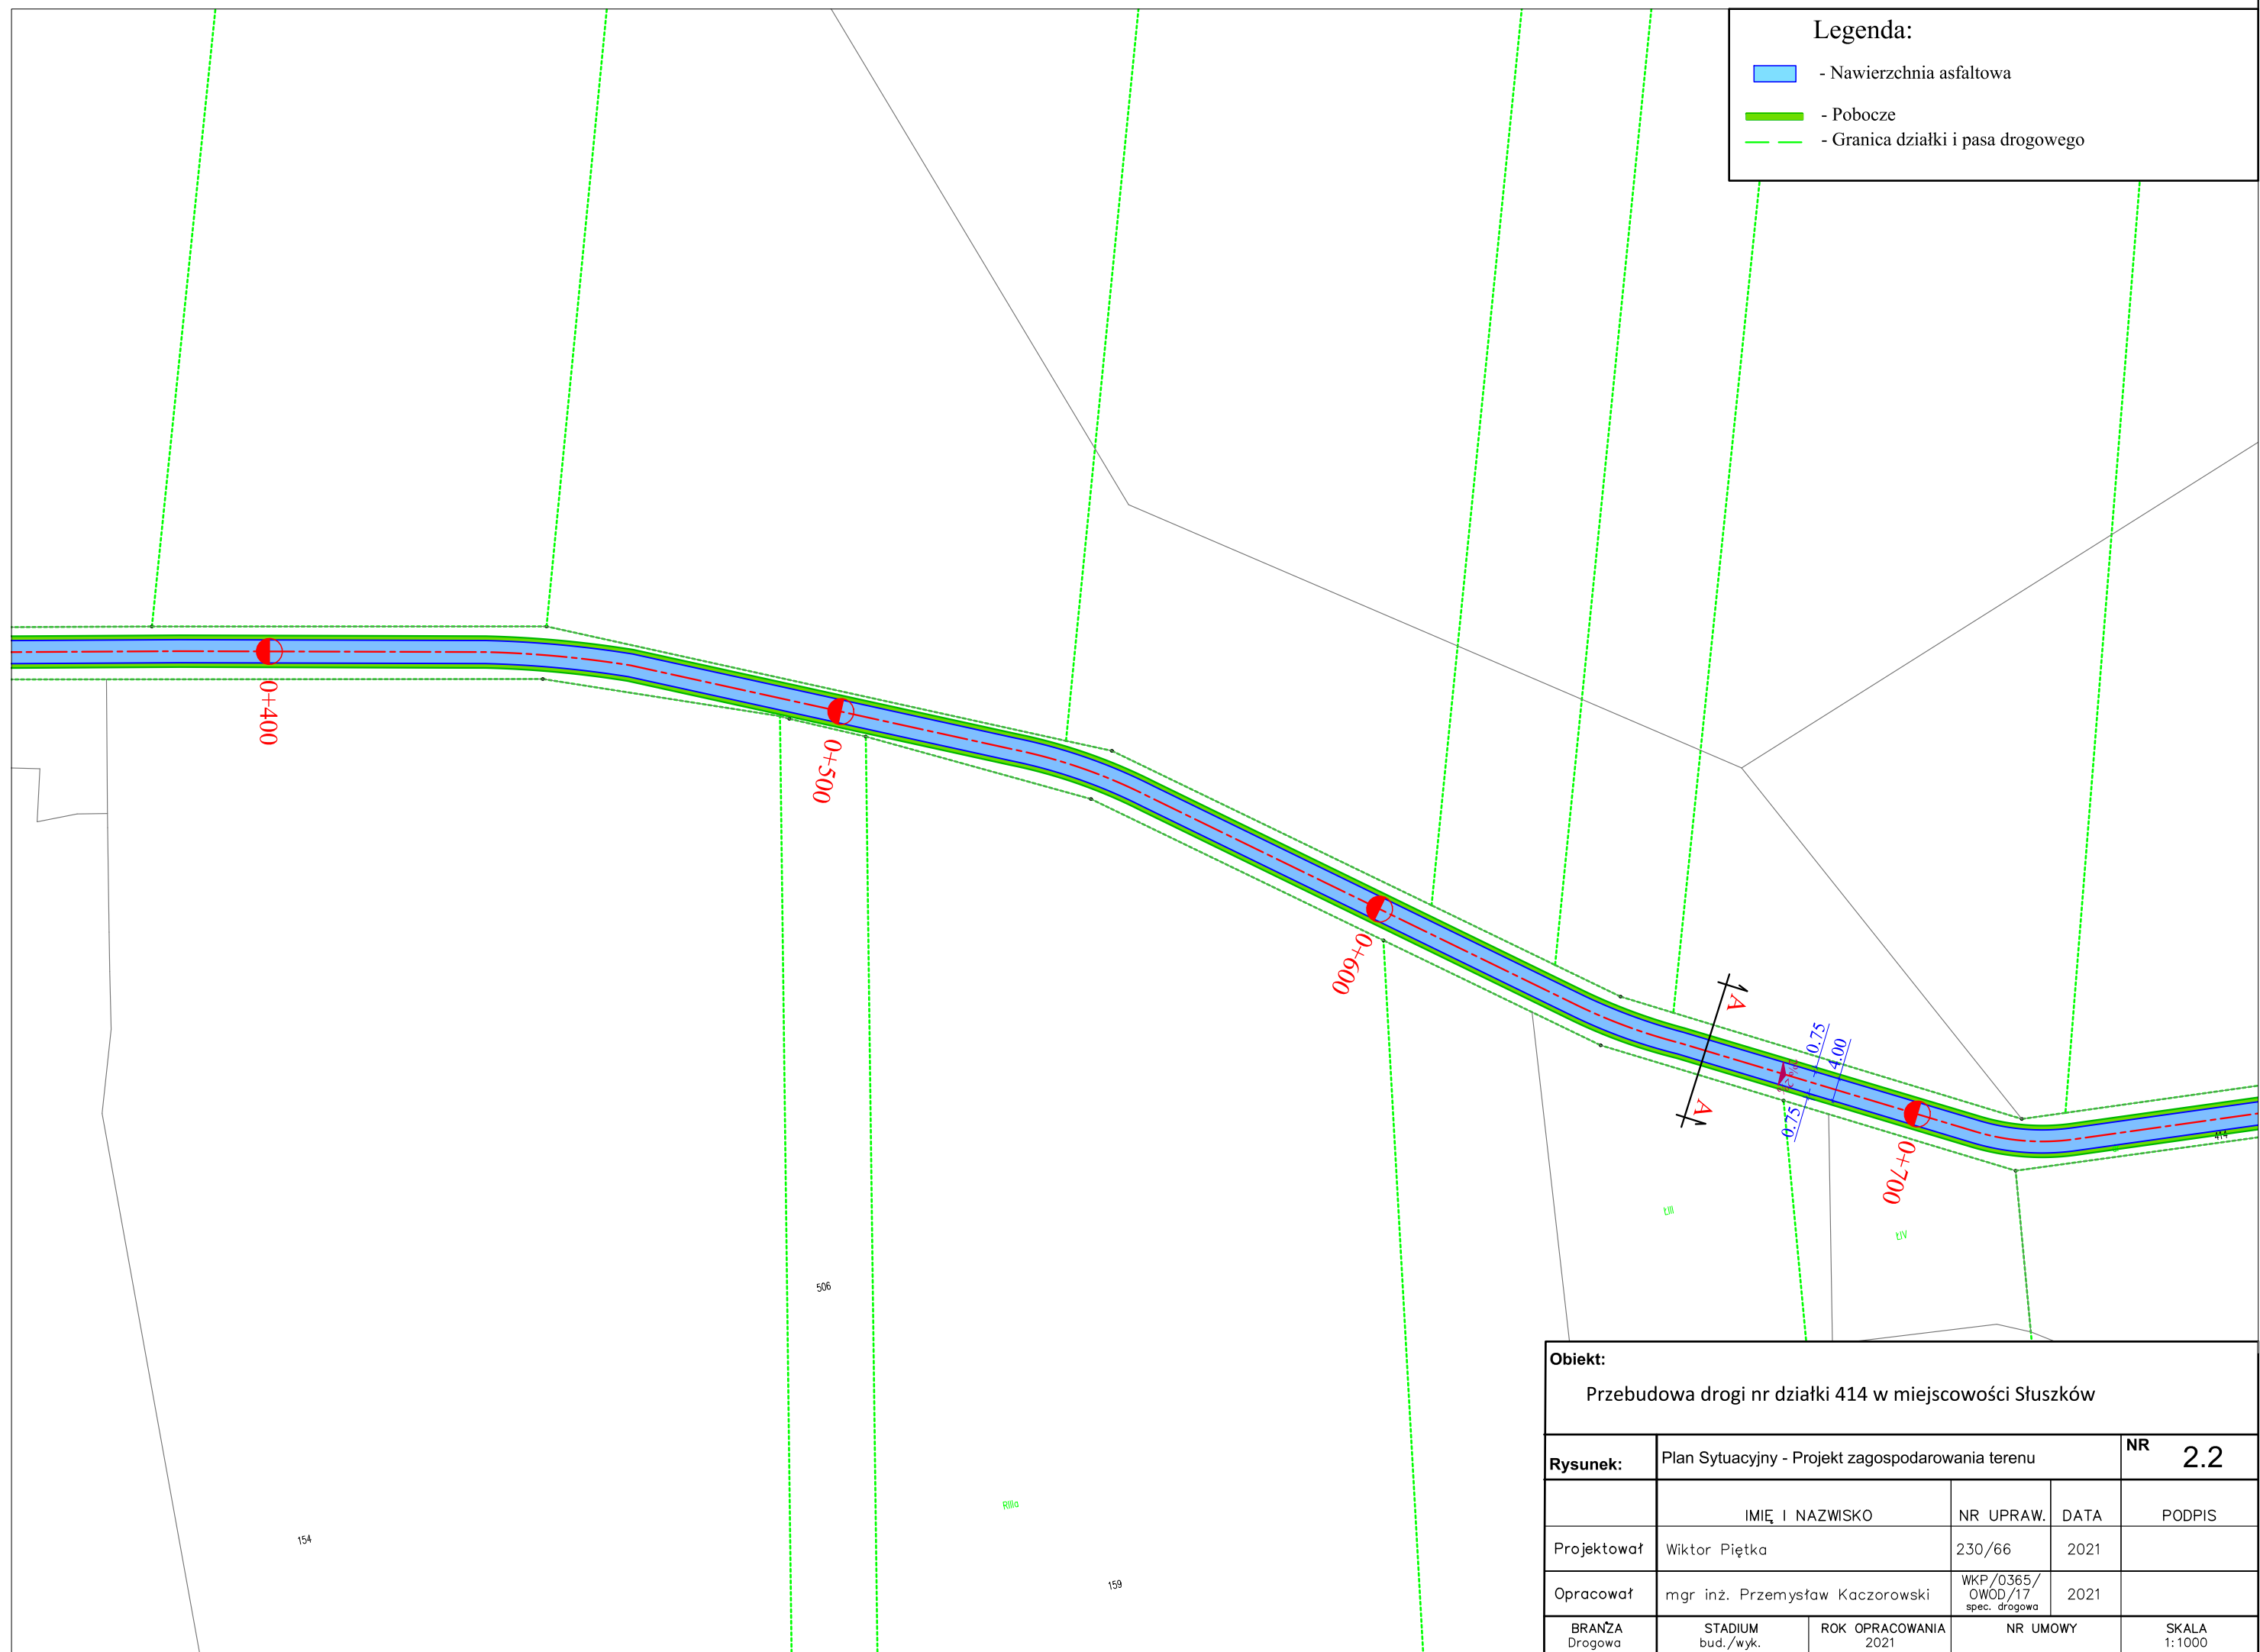 Legenda:
- Nawierzchnia asfaltowa
- Pobocze
- Granica działki i pasa drogowego
0+400
0+500
0+600
A
A
0.75
4.00
0.75
0+700
414
ŁIII
ŁIV
506
RIIIa
154
159
Obiekt:
Przebudowa drogi nr działki 414 w miejscowości Słuszków
Rysunek:
Plan Sytuacyjny - Projekt zagospodarowania terenu
NR 2.2
IMIĘ I NAZWISKO NR UPRAW. DATA PODPIS
Projektował Wiktor Piętka 230/66 2021
Opracował mgr inż. Przemysław Kaczorowski WKP/0365/
OWOD/17
spec. drogowa
2021
BRANŻA STADIUM ROK OPRACOWANIA NR UMOWY SKALA
Drogowa bud./wyk. 2021 1:1000